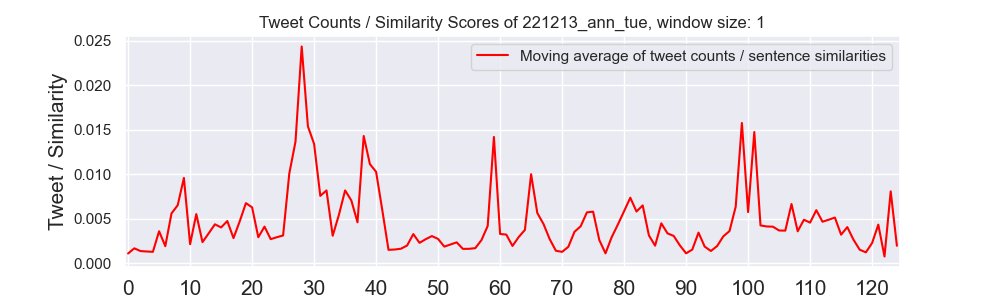 Tweet Counts / Similarity Scores of 221213_ann_tue, window size: 1
Moving average of tweet counts / sentence similarities
Tweet / Similarity
0.025
0.020
0.015
0.010
0.005
0.000
0 10 20 30 40 50 60 70 80 90 100 110 120